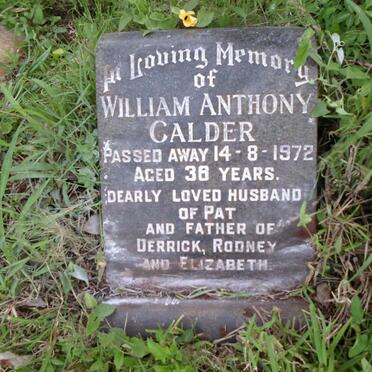 In Loving Memory
of
WILLIAM ANTHONY
CALDER
PASSED AWAY 14-8-1972
AGED 38 YEARS.
DEARLY LOVED HUSBAND
OF PAT
AND FATHER OF
DERRICK, RODNEY
AND ELIZABETH.